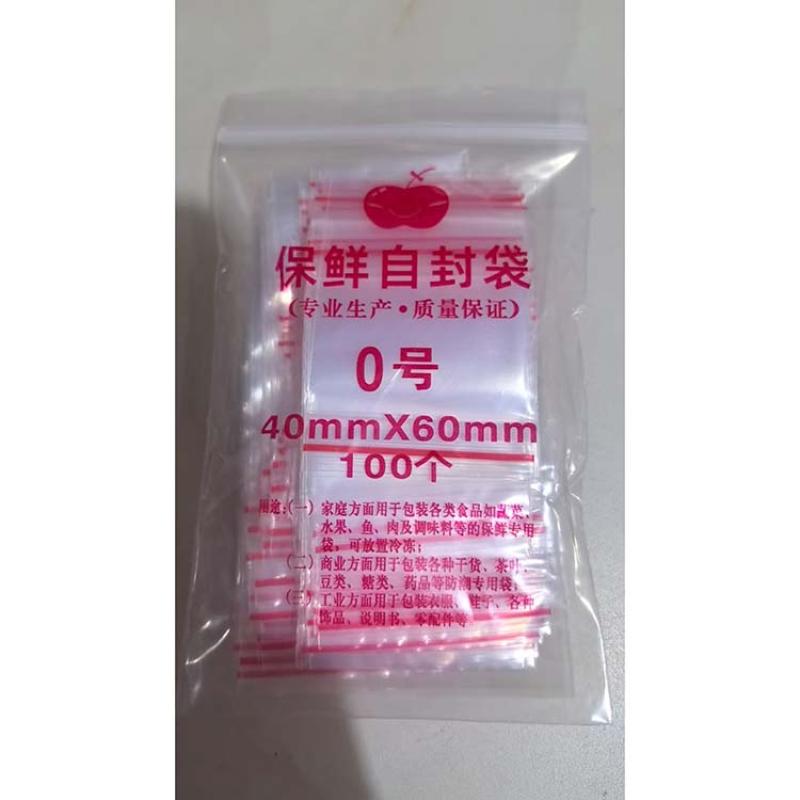 保鲜自封袋
(专业生产·质量保证)
0号
40mmX60mm
100个
用途:(一) 家庭方面用于包装各类食品如蔬菜、
水果、鱼、肉及调味料等的保鲜专用
袋,可放置冷冻;
(二) 商业方面用于包装各种干货、茶叶、
豆类、糖类、药品等防潮专用袋;
(三) 工业方面用于包装衣服、鞋子、各种
饰品、说明书、零配件等